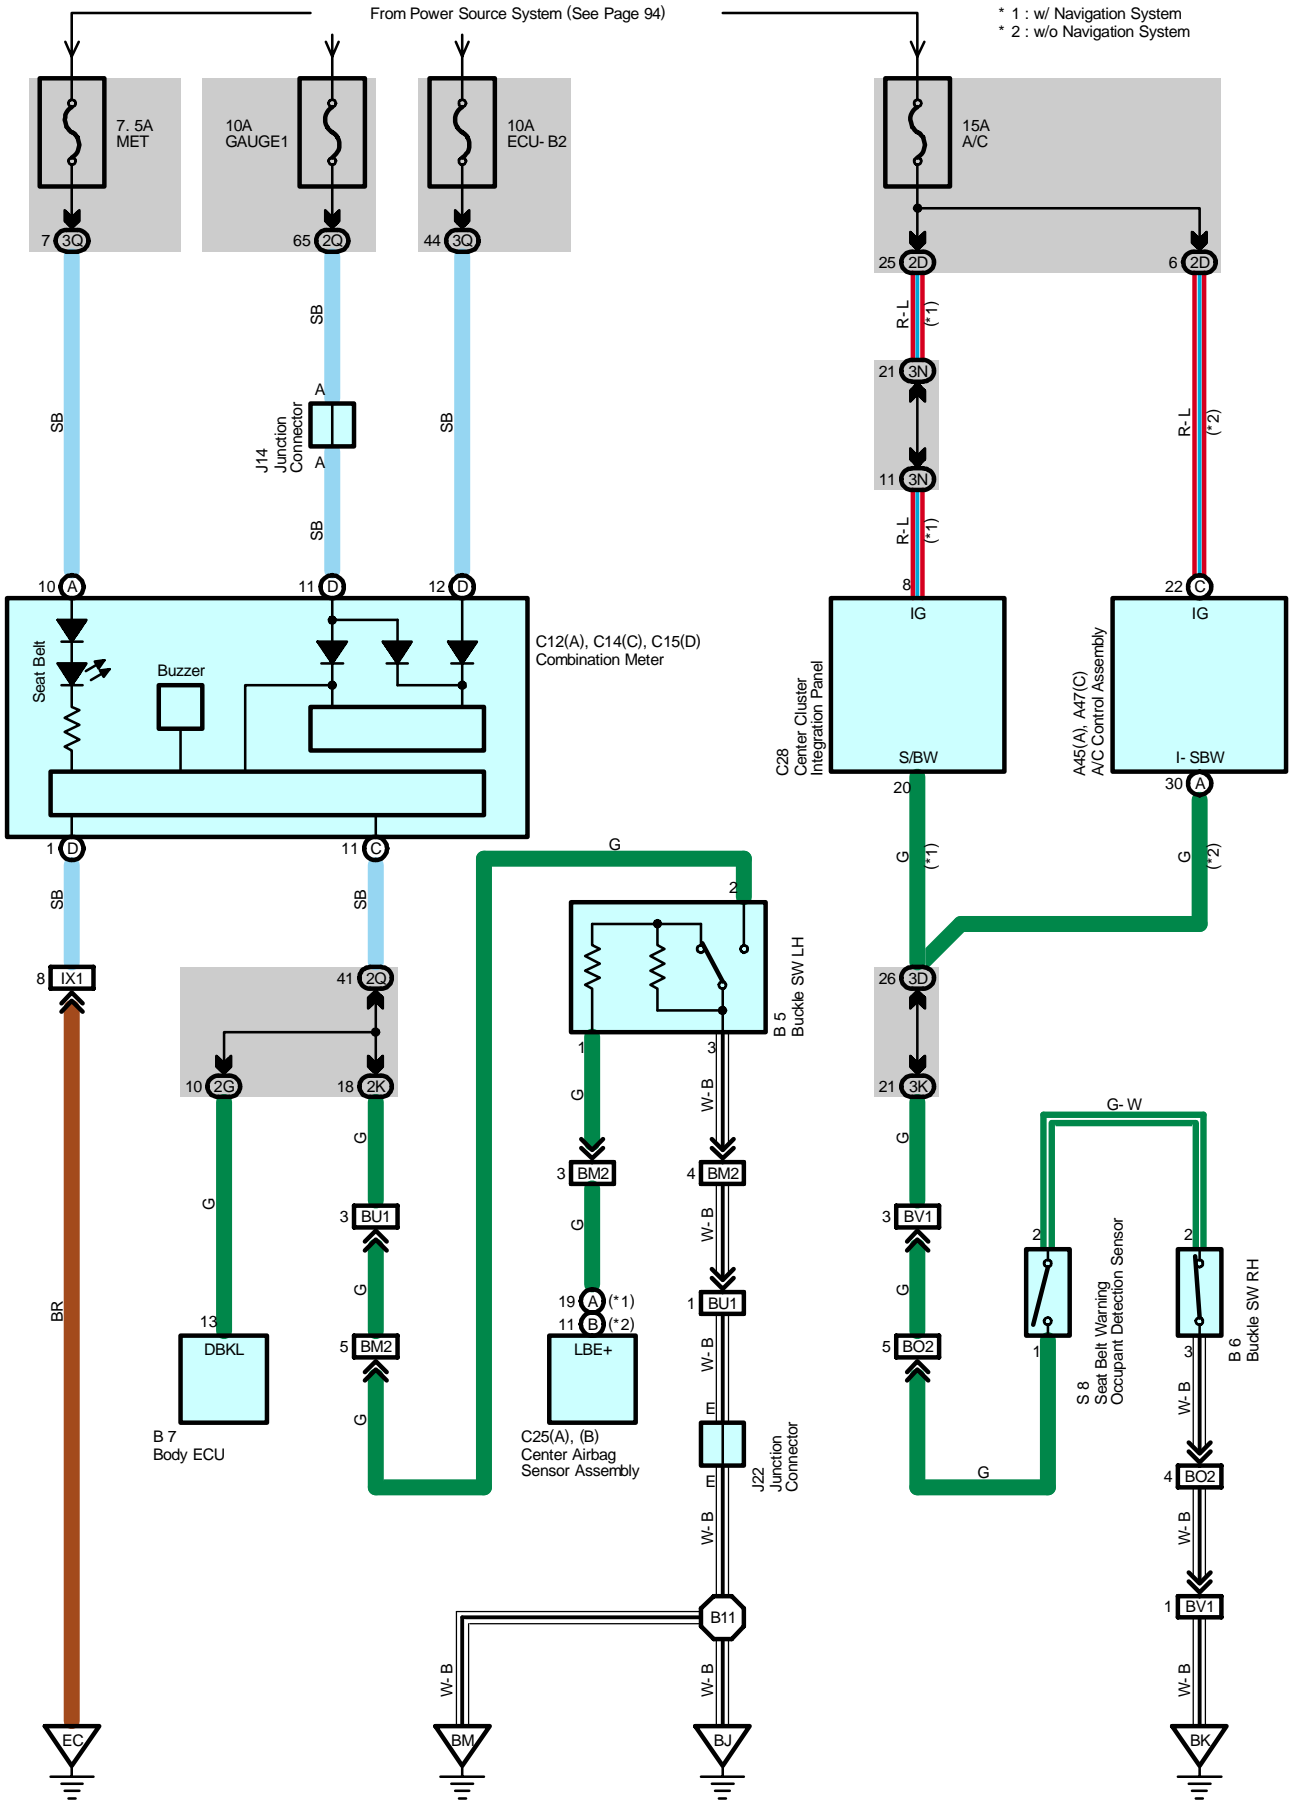 From Power Source System (See Page 94)
* 1 : w/ Navigation System
* 2 : w/o Navigation System
7. 5A
MET
10A
GAUGE1
10A
ECU- B2
15A
A/C
7 3Q
65 2Q
44 3Q
25 2D
6 2D
SB
SB
SB
R- L
(* 1)
R- L
(* 2)
21 3N
11 3N
R- L
(* 1)
A
J14
Junction
Connector
A
SB
10 A
11 D
12 D
8
22 C
IG
IG
Seat Belt
Buzzer
C12(A), C14(C), C15(D)
Combination Meter
C28
Center Cluster
Integration Panel
A45(A), A47(C)
A/C Control Assembly
S/BW
I- SBW
20
30 A
1 D
11 C
SB
SB
G
G
(* 1)
G
(* 2)
2
B 5
Buckle SW LH
1
3
8 IX1
41 2Q
26 3D
10 2G
18 2K
21 3K
G
G
G
W- B
G
G- W
3 BM2
4 BM2
3 BU1
3 BV1
G
W- B
2
2
S 8
Seat Belt Warning
Occupant Detection Sensor
B 6
Buckle SW RH
BR
G
G
19 A (* 1)
11 B (* 2)
1 BU1
13
DBKL
5 BM2
LBE+
5 BO2
1
3
W- B
W- B
B 7
Body ECU
G
C25(A), (B)
Center Airbag
Sensor Assembly
E
J22
Junction
Connector
E
G
4 BO2
W- B
W- B
1 BV1
B11
W- B
W- B
W- B
EC
BM
BJ
BK